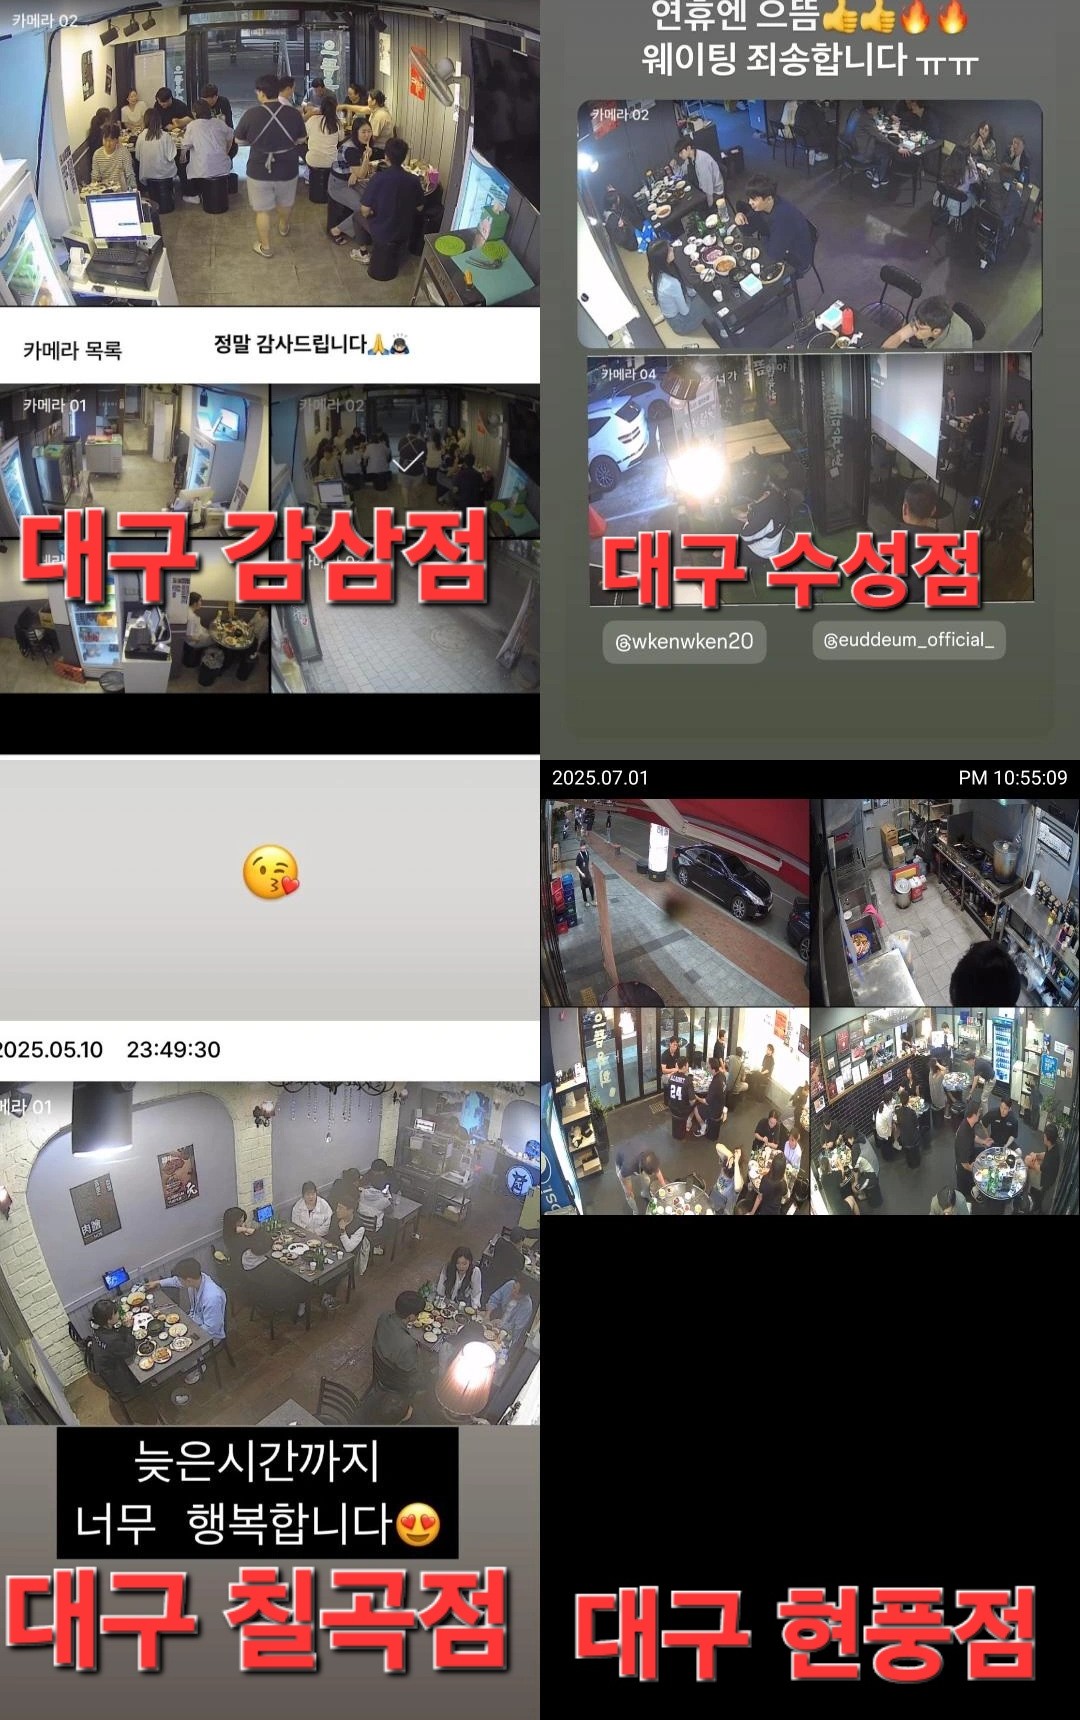 카메라 02
카메라 목록
정말 감사드립니다🙏🙇
카메라 01
카메라 02
대구 감삼점
연휴엔 으뜸👍👍🔥🔥
웨이팅 죄송합니다 ㅠㅠ
카메라 02
카메라 04
대구 수성점
@wkenwken20
@euddeum_official_
😘
2025.05.10 23:49:30
메라 01
肉膾
늦은시간까지
너무 행복합니다😍
대구 칠곡점
2025.07.01
PM 10:55:09
24
대구 현풍점